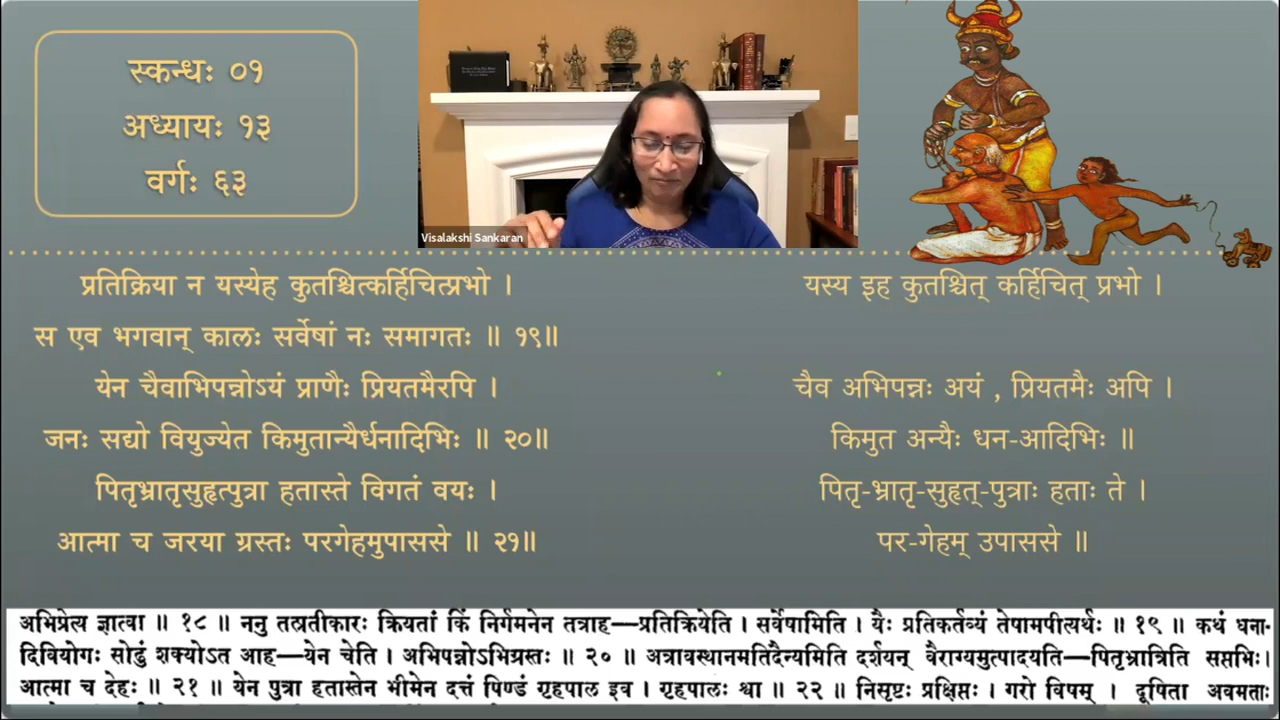 स्कन्धः ०१
अध्यायः १३
वर्गः ६३
Visalakshi Sankaran
प्रतिक्रिया न यस्येह कुतश्चित्कर्हिचित्प्रभो ।
स एव भगवान् कालः सर्वेषां नः समागतः ॥ १९॥
येन चैवाभिपन्नोऽयं प्राणैः प्रियतमैरपि ।
जनः सद्यो वियुज्येत किमुतान्यैर्धनादिभिः ॥ २०॥
पितृभ्रातृसुहृत्पुत्रा हतास्ते विगतं वयः ।
आत्मा च जरया ग्रस्तः परगेहमुपाससे ॥ २१॥
यस्य इह कुतश्चित् कर्हिचित् प्रभो ।
चैव अभिपन्नः अयं , प्रियतमैः अपि ।
किमुत अन्यैः धन-आदिभिः ॥
पितृ-भ्रातृ-सुहृत्-पुत्राः हताः ते ।
पर-गेहम् उपाससे ॥
अभिप्रेत्य ज्ञात्वा ॥ १८ ॥ ननु तत्प्रतीकारः क्रियतां किं निर्गमनेन तत्राह—प्रतिक्रियेति । सर्वेषामिति । यैः प्रतिकर्तव्यं तेषामपीत्यर्थः ॥ १९ ॥ कथं धना-
दिवियोगः सोढुं शक्योऽत आह—येन चेति । अभिपन्नोऽभिग्रस्तः ॥ २० ॥ अत्रावस्थानमतिदैन्यमिति दर्शयन् वैराग्यमुत्पादयति—पितृभ्रात्रिति सप्तभिः।
आत्मा च देहः ॥ २१ ॥ येन पुत्रा हतास्तेन भीमेन दत्तं पिण्डं गृहपाल इव । गृहपालः श्वा ॥ २२ ॥ निसृष्टः प्रक्षिप्तः । गरो विषम् । दूषिता अवमताः